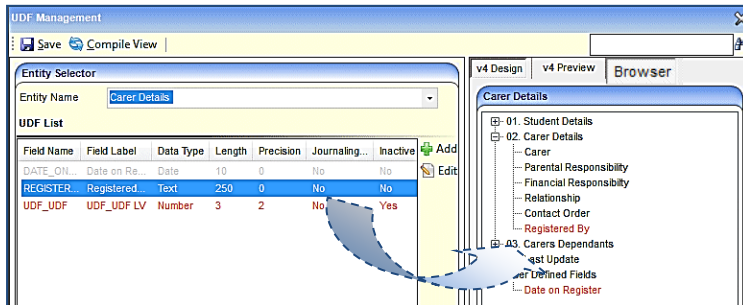 UDF Management
Save Compile View
Entity Selector
Entity Name Carer Details
UDF List
Field Name Field Label Data Type Length Precision Journaling... Inactive
DATE_ON... Date on Re... Date 10 0 No No
REGISTER... Registered... Text 250 0 No No
UDF_UDF UDF_UDF LV Number 3 2 No Yes
Add
Edit
v4 Design v4 Preview Browser
Carer Details
01. Student Details
02. Carer Details
Carer
Parental Responsibility
Financial Responsibility
Relationship
Contact Order
Registered By
03. Carers Dependants
Update
Defined Fields
Date on Register